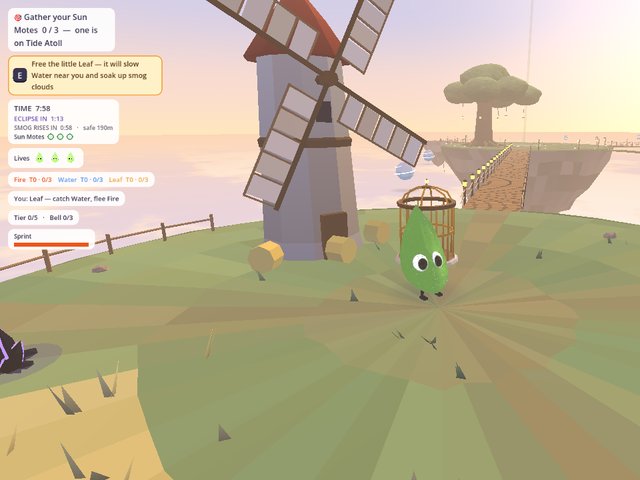 Gather your Sun
Motes 0 / 3 — one is
on Tide Atoll
E
Free the little Leaf — it will slow
Water near you and soak up smog
clouds
TIME 7:58
ECLIPSE IN 1:13
SMOG RISES IN 0:58 · safe 190m
Sun Motes
Lives
Fire T0 · 0/3 Water T0 · 0/3 Leaf T0 · 0/3
You: Leaf — catch Water, flee Fire
Tier 0/5 · Bell 0/3
Sprint